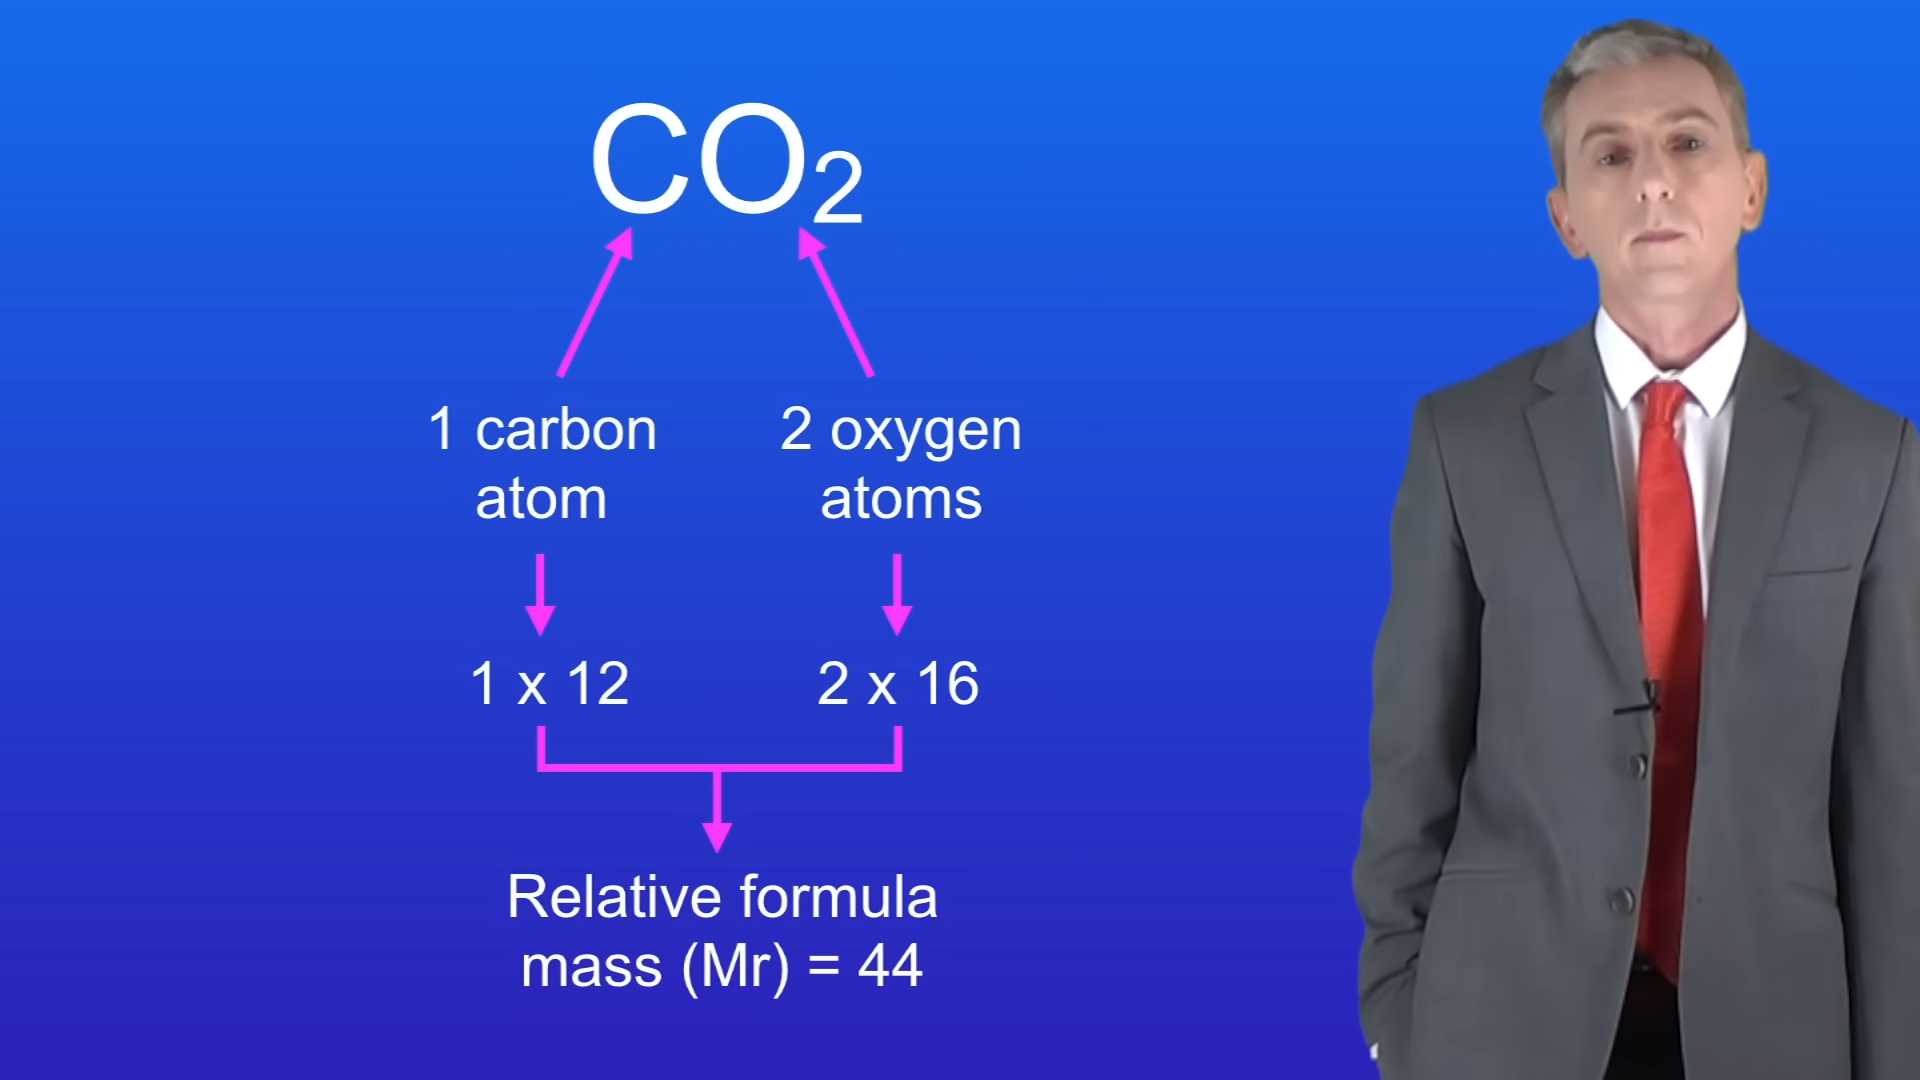 CO₂
1 carbon
atom
2 oxygen
atoms
1 x 12
2 x 16
Relative formula
mass (Mr) = 44